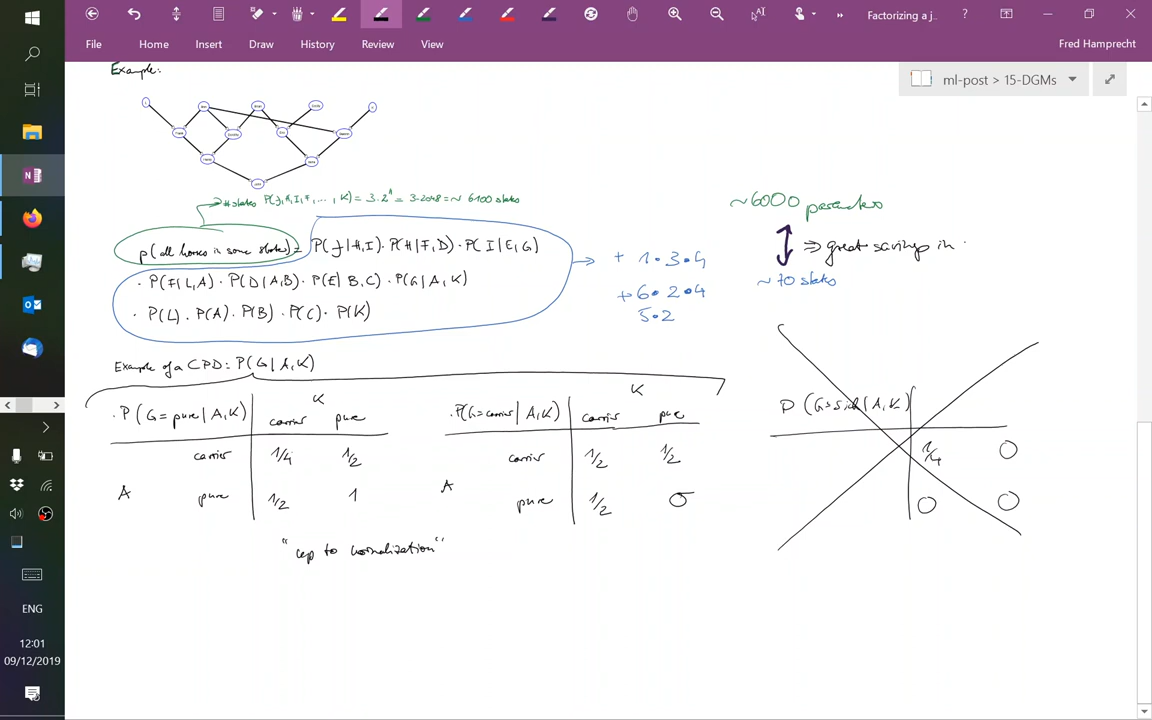 Factorizing a j...
?
File
Home
Insert
Draw
History
Review
View
Fred Hamprecht
ml-post > 15-DGMs
Example:
# states P(J,H,I,F,...,K) = 3·2^11 = 3·2048 = ~ 6100 states
p(all horses in some state) = P(J|H,I)·P(H|F,D)·P(I|E,G)
· P(F|L,A)·P(D|A,B)·P(E|B,C)·P(G|A,K)
· P(L)·P(A)·P(B)·P(C)·P(K)
+ 1·3·4
+ 6·2·4
5·2
~6000 parameters
⇒ great savings in
~70 states
Example of a CPD: P(G|A,K)
K
·P(G=pure|A,K) carrier pure
carrier 1/4 1/2
A pure 1/2 1
K
·P(G=carrier|A,K) carrier pure
carrier 1/2 1/2
A pure 1/2 0
P(G=sick|A,K)
1/4 0
0 0
"up to normalization"
ENG
12:01
09/12/2019